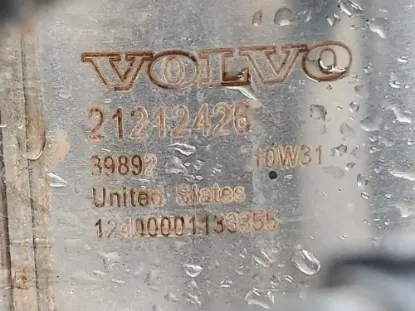 VOLVO
21212426
39892 10W31
United States
12400001133355